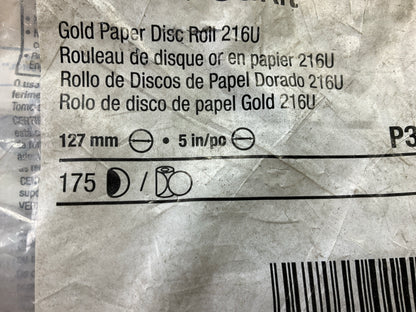 Gold Paper Disc Roll 216U
Rouleau de disque or en papier 216U
Rollo de Discos de Papel Dorado 216U
Rolo de disco de papel Gold 216U
127 mm • 5 in/po P3
175 /